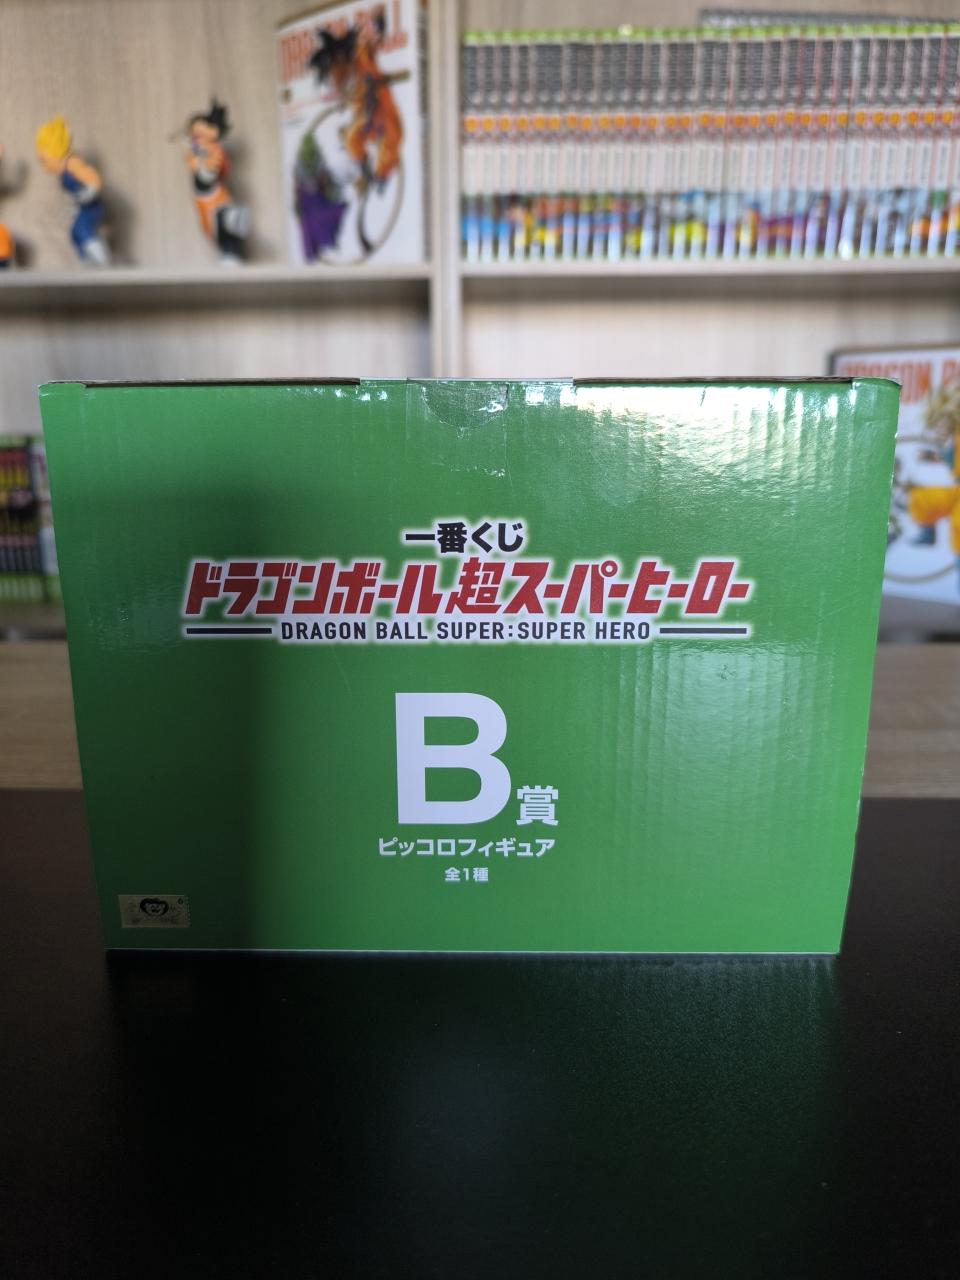 DRAGON BALL
一番くじ
ドラゴンボール超スーパーヒーロー
DRAGON BALL SUPER:SUPER HERO
B賞
ピッコロフィギュア
全1種